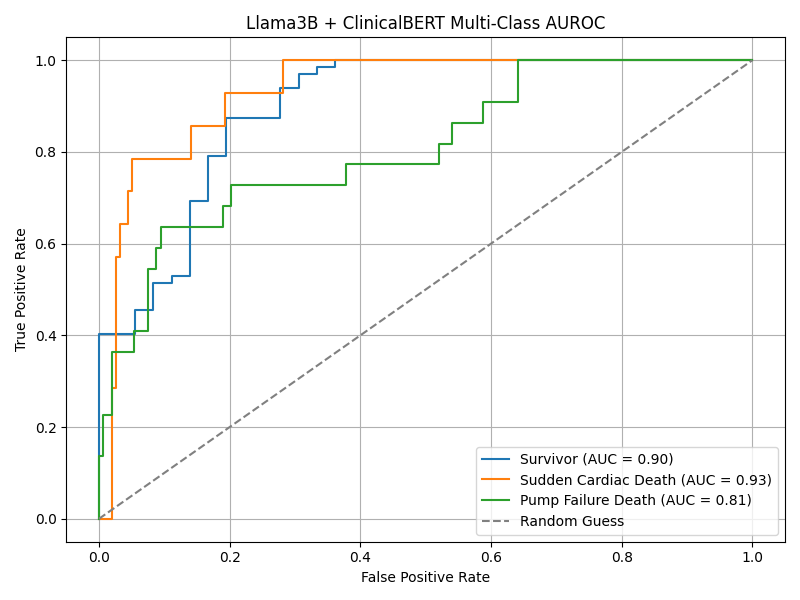 Llama3B + ClinicalBERT Multi-Class AUROC
True Positive Rate
1.0
0.8
0.6
0.4
0.2
0.0
Survivor (AUC = 0.90)
Sudden Cardiac Death (AUC = 0.93)
Pump Failure Death (AUC = 0.81)
Random Guess
0.0 0.2 0.4 0.6 0.8 1.0
False Positive Rate